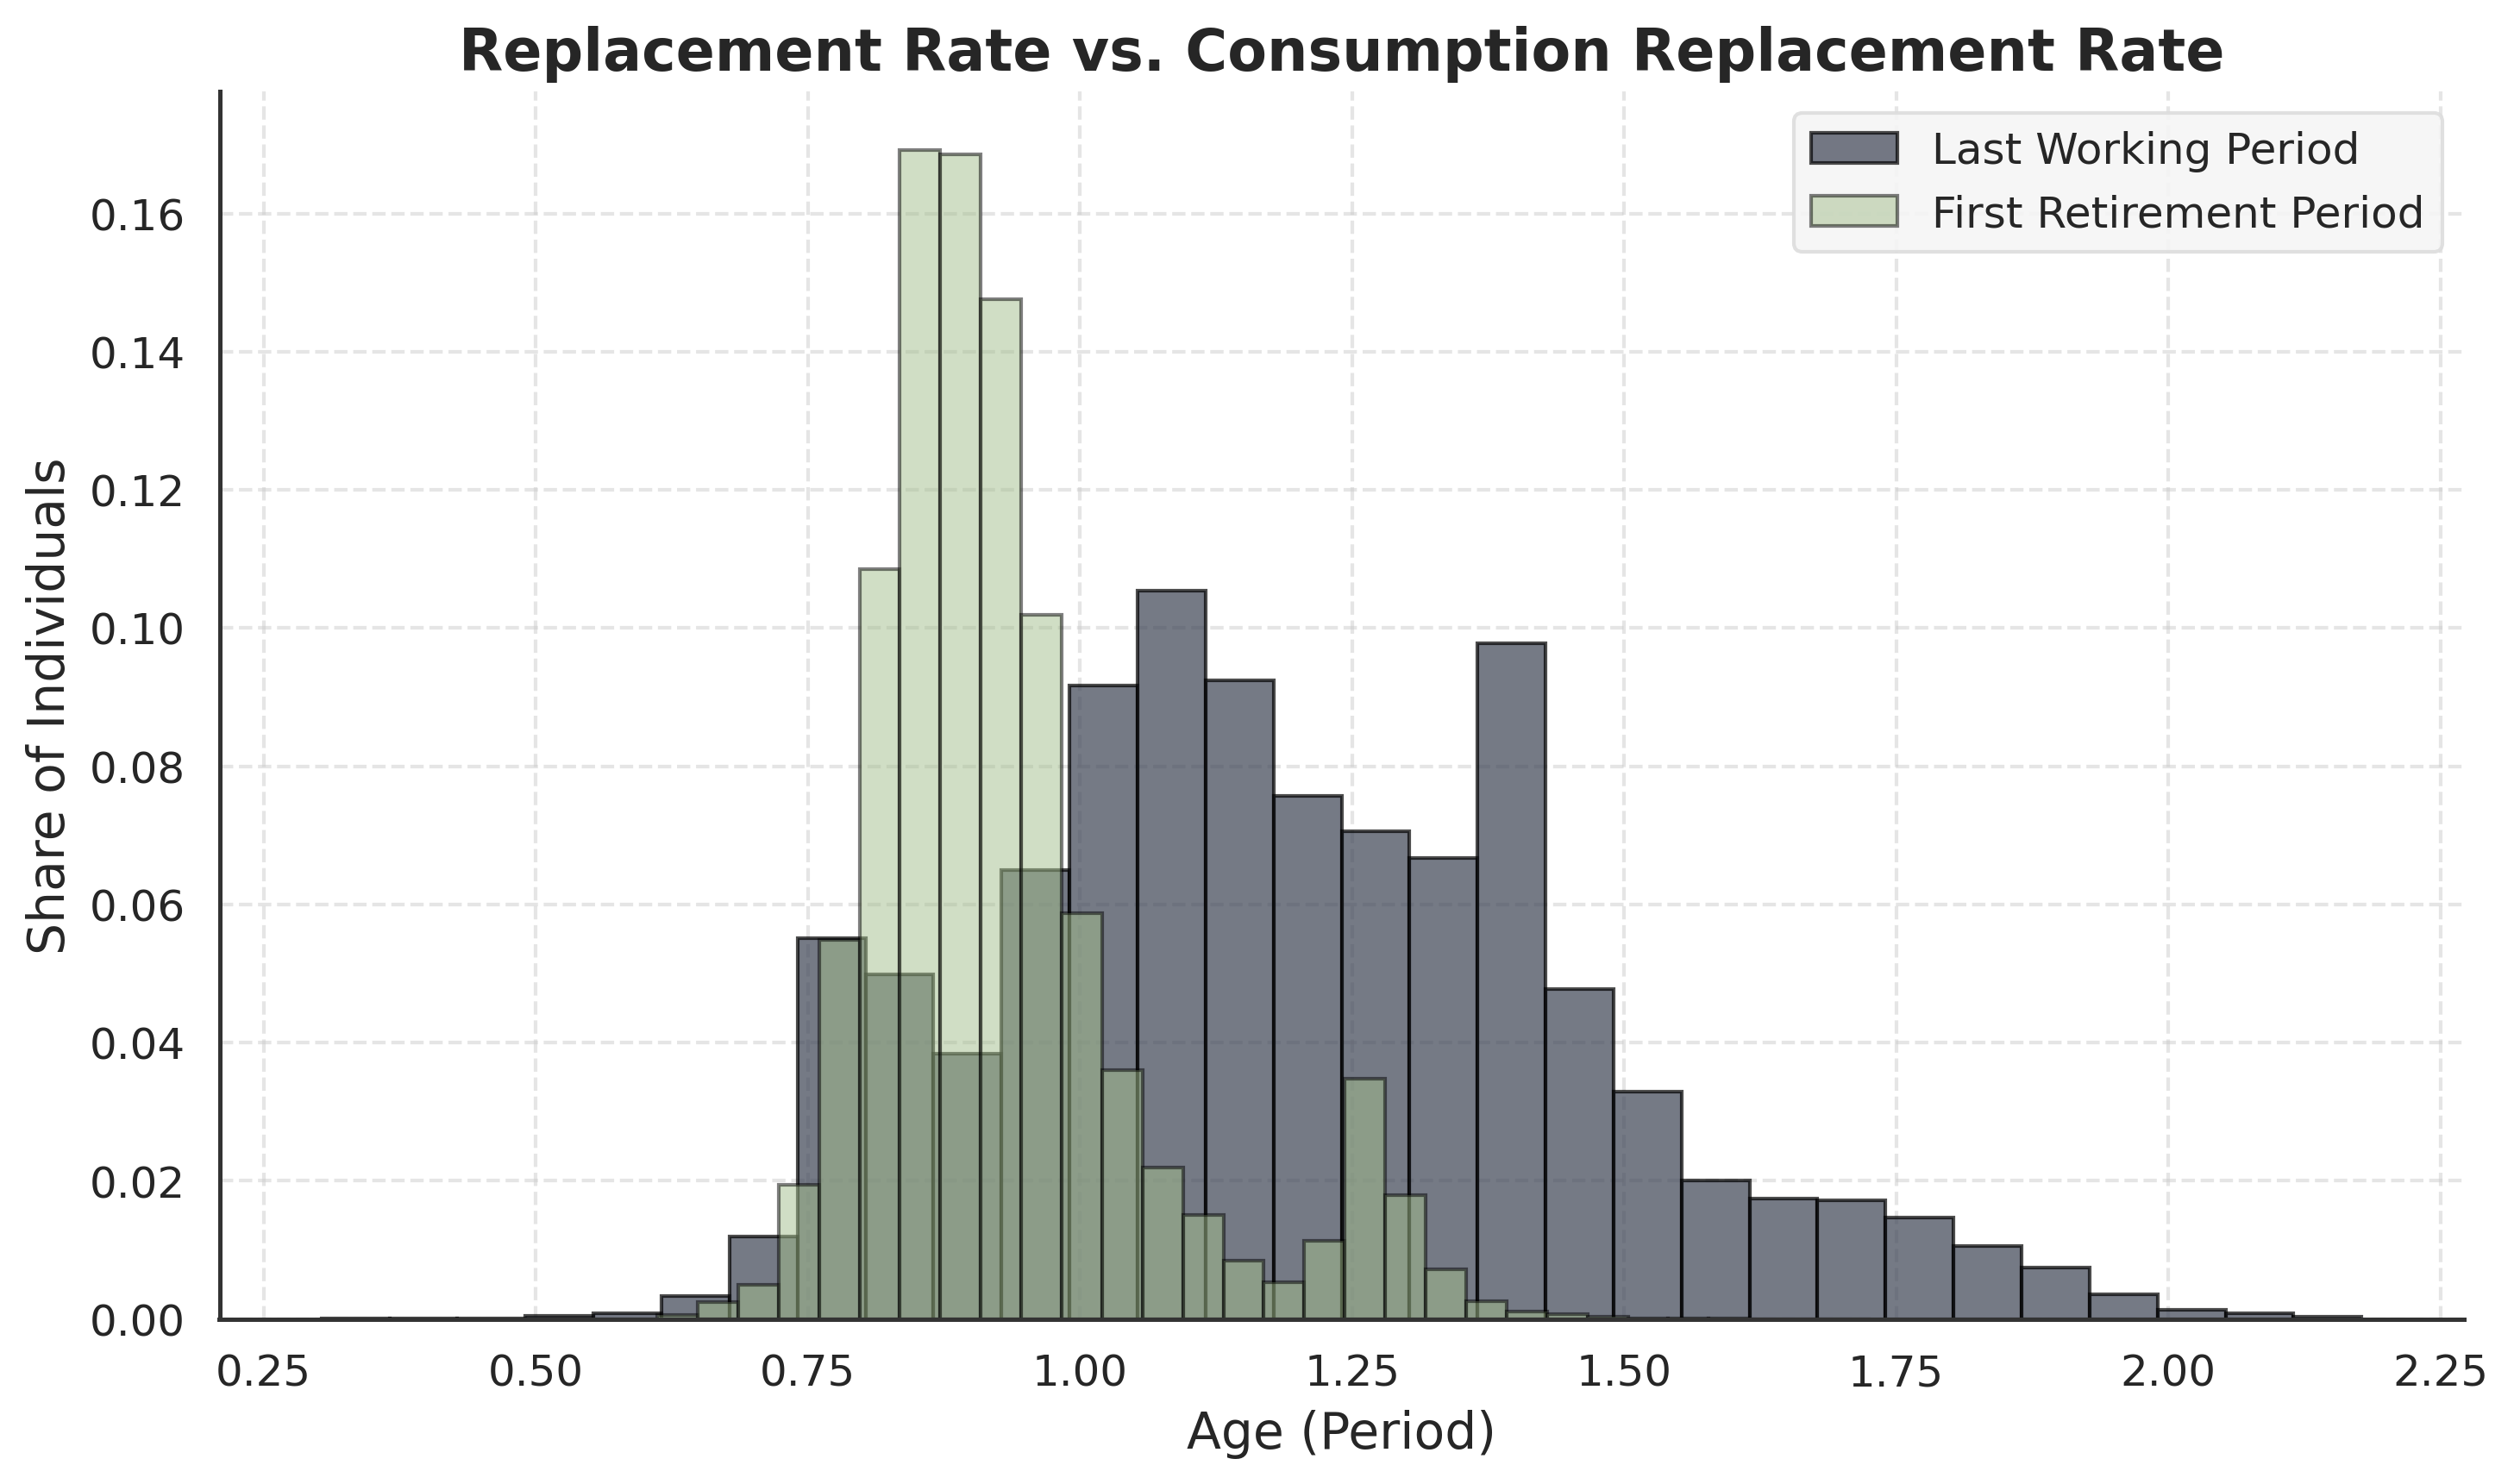 Replacement Rate vs. Consumption Replacement Rate
Last Working Period
First Retirement Period
Share of Individuals
0.16
0.14
0.12
0.10
0.08
0.06
0.04
0.02
0.00
0.25 0.50 0.75 1.00 1.25 1.50 1.75 2.00 2.25
Age (Period)